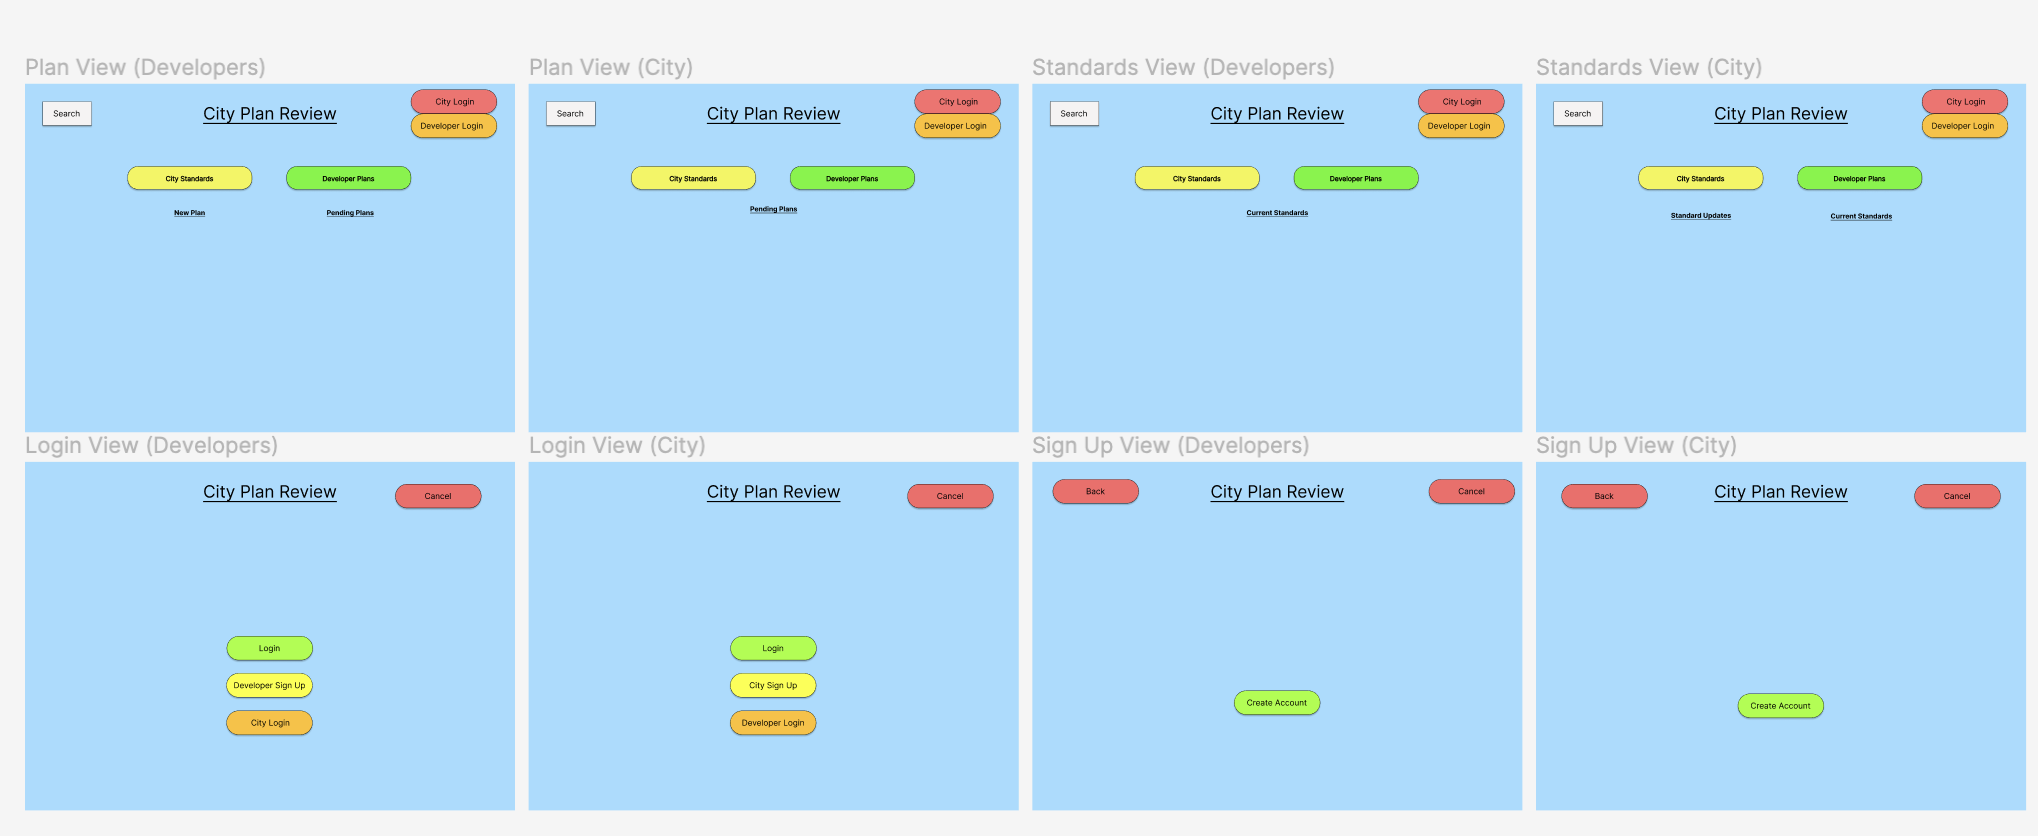 Plan View (Developers)
Search
City Plan Review
City Login
Developer Login
City Standards
Developer Plans
New Plan
Pending Plans
Plan View (City)
Search
City Plan Review
City Login
Developer Login
City Standards
Developer Plans
Pending Plans
Standards View (Developers)
Search
City Plan Review
City Login
Developer Login
City Standards
Developer Plans
Current Standards
Standards View (City)
Search
City Plan Review
City Login
Developer Login
City Standards
Developer Plans
Standard Updates
Current Standards
Login View (Developers)
City Plan Review
Cancel
Login
Developer Sign Up
City Login
Login View (City)
City Plan Review
Cancel
Login
City Sign Up
Developer Login
Sign Up View (Developers)
Back
City Plan Review
Cancel
Create Account
Sign Up View (City)
Back
City Plan Review
Cancel
Create Account